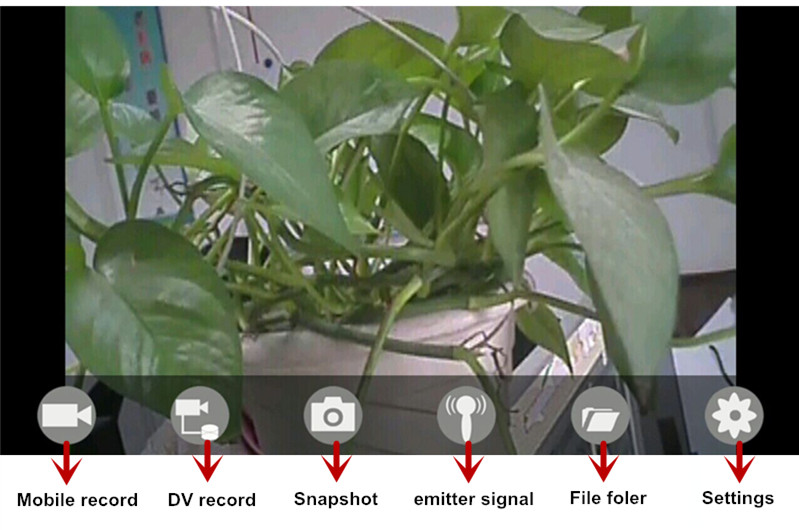 Mobile record
DV record
Snapshot
emitter signal
File foler
Settings